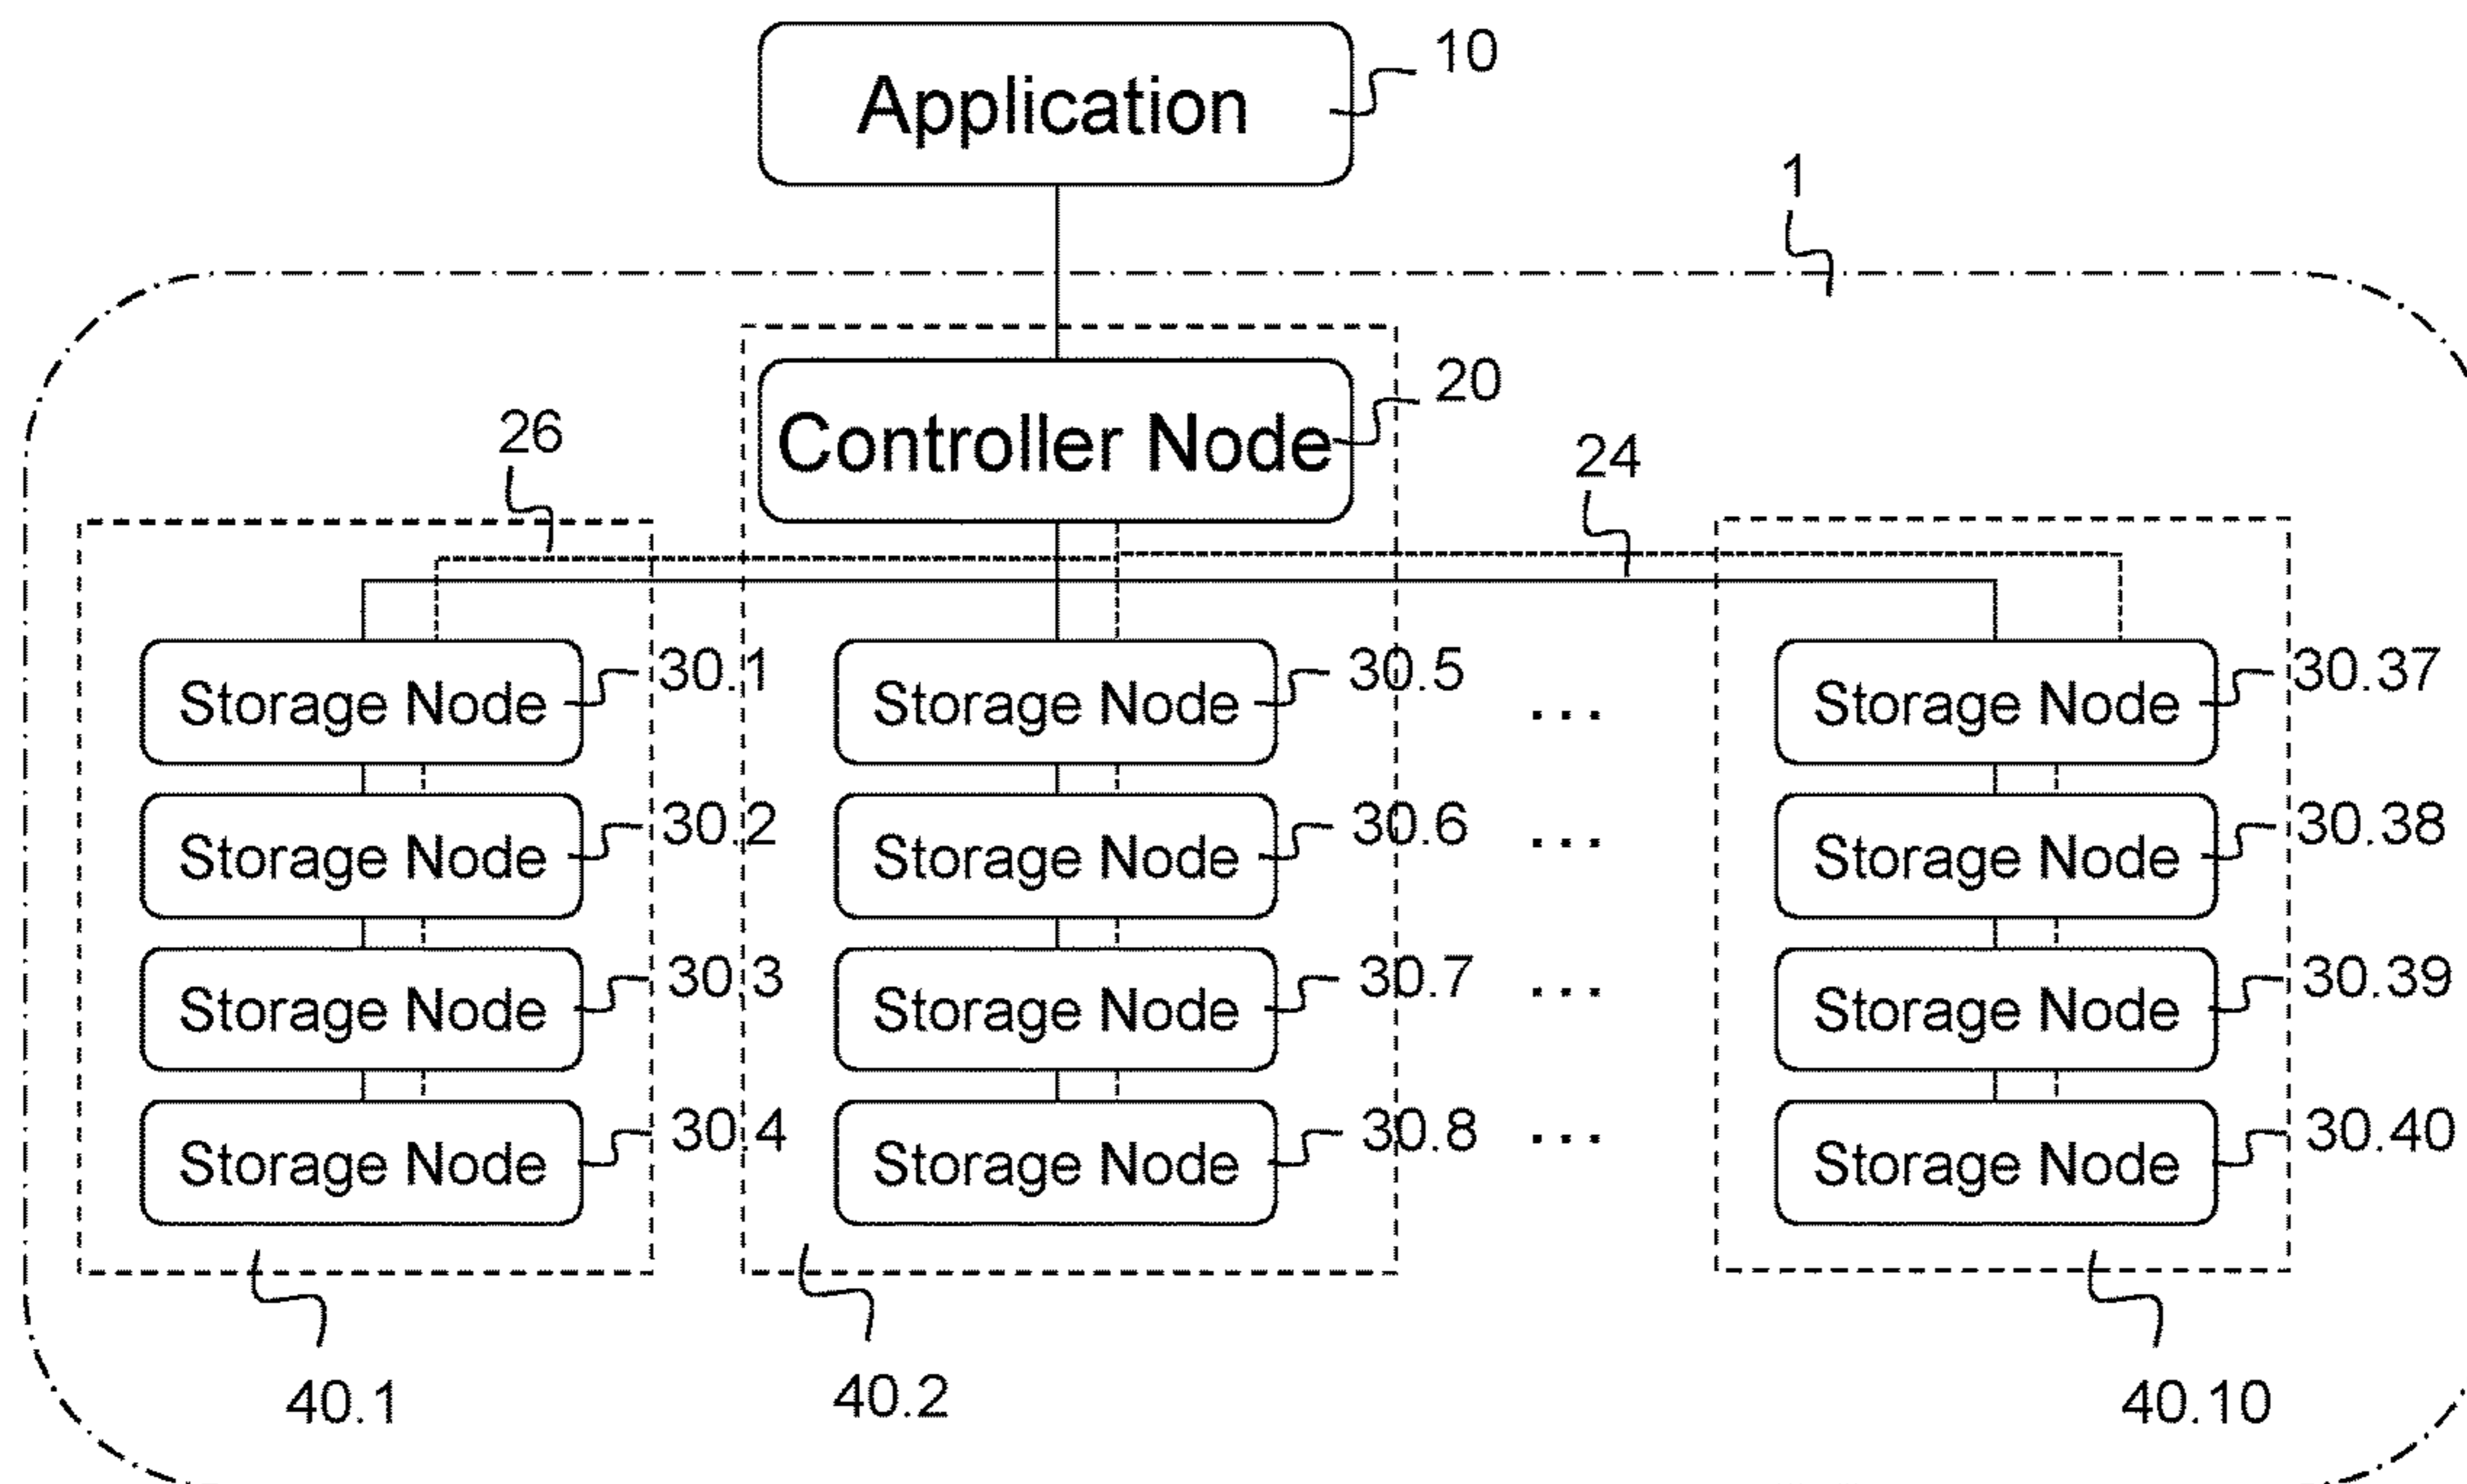 Application 10
1
Controller Node 20
26
24
Storage Node 30.1 Storage Node 30.5 ... Storage Node 30.37
Storage Node 30.2 Storage Node 30.6 ... Storage Node 30.38
Storage Node 30.3 Storage Node 30.7 ... Storage Node 30.39
Storage Node 30.4 Storage Node 30.8 ... Storage Node 30.40
40.1 40.2 40.10